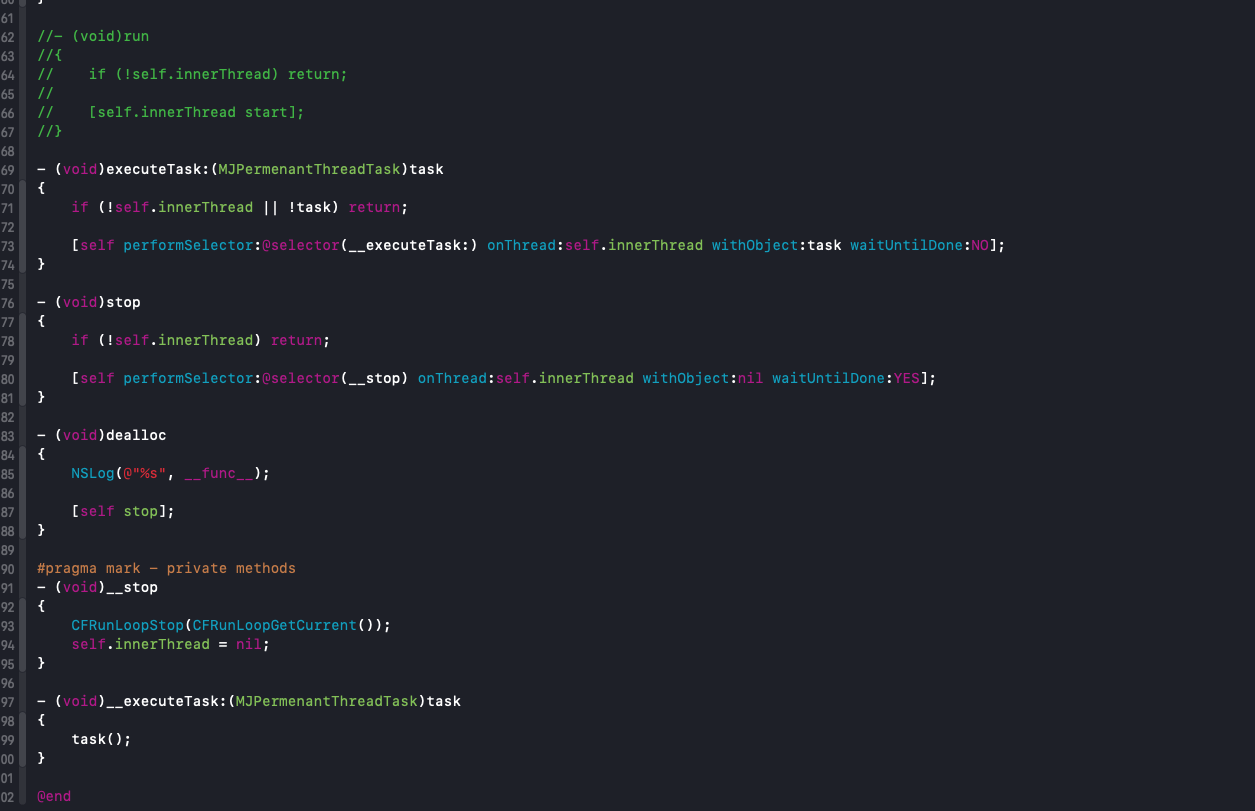 61
62 //- (void)run
63 //{
64 //    if (!self.innerThread) return;
65 //
66 //    [self.innerThread start];
67 //}
68
69 - (void)executeTask:(MJPermenantThreadTask)task
70 {
71     if (!self.innerThread || !task) return;
72
73     [self performSelector:@selector(__executeTask:) onThread:self.innerThread withObject:task waitUntilDone:NO];
74 }
75
76 - (void)stop
77 {
78     if (!self.innerThread) return;
79
80     [self performSelector:@selector(__stop) onThread:self.innerThread withObject:nil waitUntilDone:YES];
81 }
82
83 - (void)dealloc
84 {
85     NSLog(@"%s", __func__);
86
87     [self stop];
88 }
89
90 #pragma mark - private methods
91 - (void)__stop
92 {
93     CFRunLoopStop(CFRunLoopGetCurrent());
94     self.innerThread = nil;
95 }
96
97 - (void)__executeTask:(MJPermenantThreadTask)task
98 {
99     task();
00 }
01
02 @end